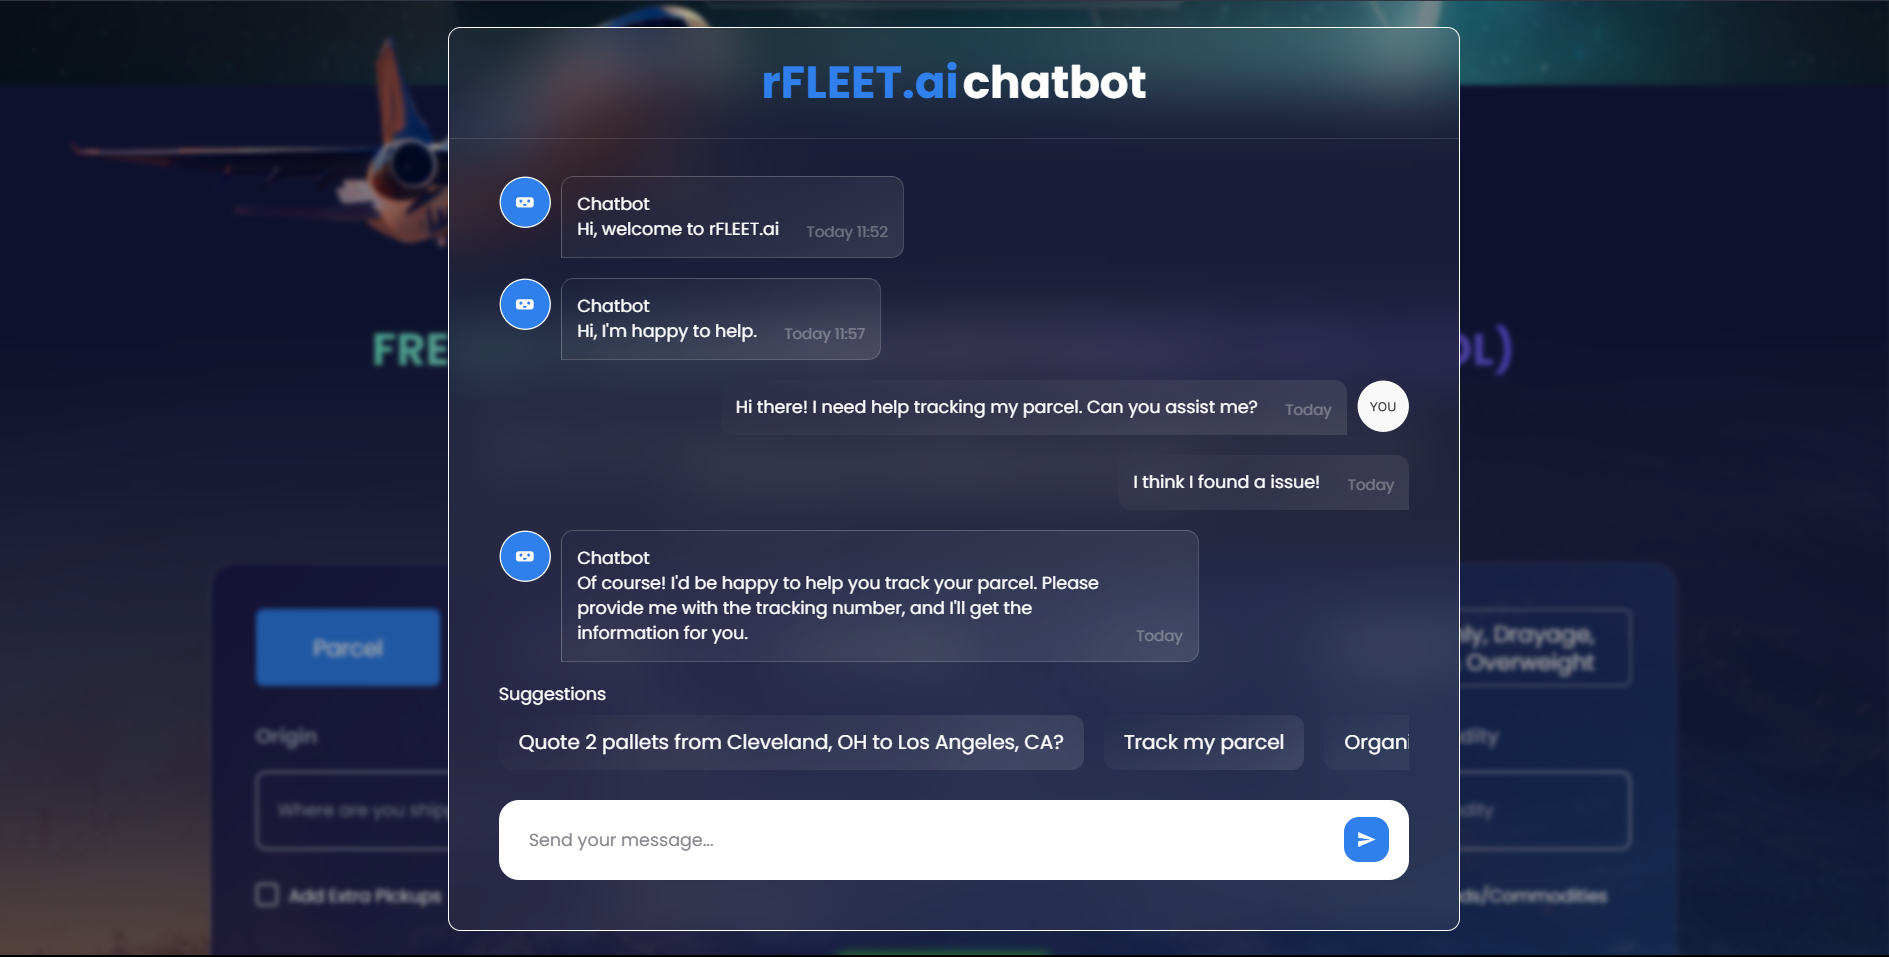 rFLEET.ai chatbot
Chatbot
Hi, welcome to rFLEET.ai
Today 11:52
Chatbot
Hi, I'm happy to help.
Today 11:57
Hi there! I need help tracking my parcel. Can you assist me?
Today
YOU
I think I found a issue!
Today
Chatbot
Of course! I'd be happy to help you track your parcel. Please
provide me with the tracking number, and I'll get the
information for you.
Today
Suggestions
Quote 2 pallets from Cleveland, OH to Los Angeles, CA?
Track my parcel
Organi
Send your message...
FRE
OL)
Parcel
Drayage,
Overweight
Origin
Where are you
Add Extra Pickups
ds/Commodities